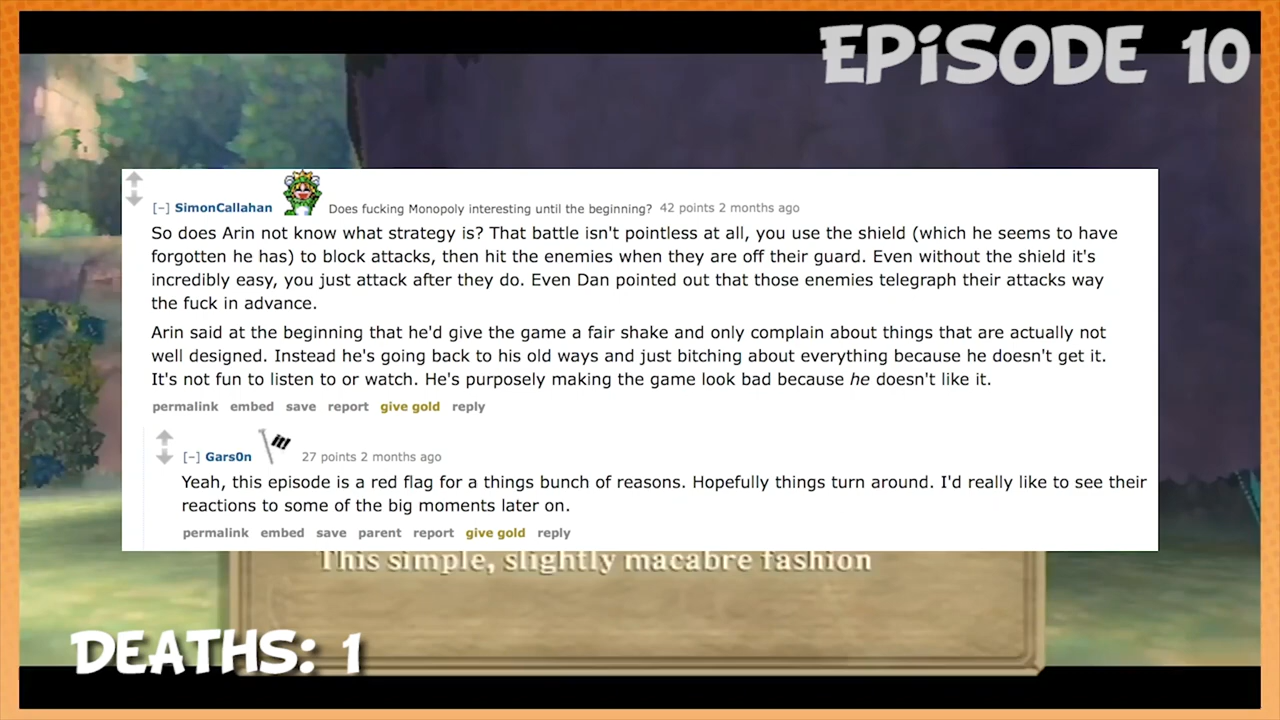 EPISODE 10
[–] SimonCallahan Does fucking Monopoly interesting until the beginning? 42 points 2 months ago
So does Arin not know what strategy is? That battle isn't pointless at all, you use the shield (which he seems to have
forgotten he has) to block attacks, then hit the enemies when they are off their guard. Even without the shield it's
incredibly easy, you just attack after they do. Even Dan pointed out that those enemies telegraph their attacks way
the fuck in advance.
Arin said at the beginning that he'd give the game a fair shake and only complain about things that are actually not
well designed. Instead he's going back to his old ways and just bitching about everything because he doesn't get it.
It's not fun to listen to or watch. He's purposely making the game look bad because he doesn't like it.
permalink embed save report give gold reply
[–] Gars0n it! 27 points 2 months ago
Yeah, this episode is a red flag for a things bunch of reasons. Hopefully things turn around. I'd really like to see their
reactions to some of the big moments later on.
permalink embed save parent report give gold reply
This simple, slightly macabre fashion
DEATHS: 1